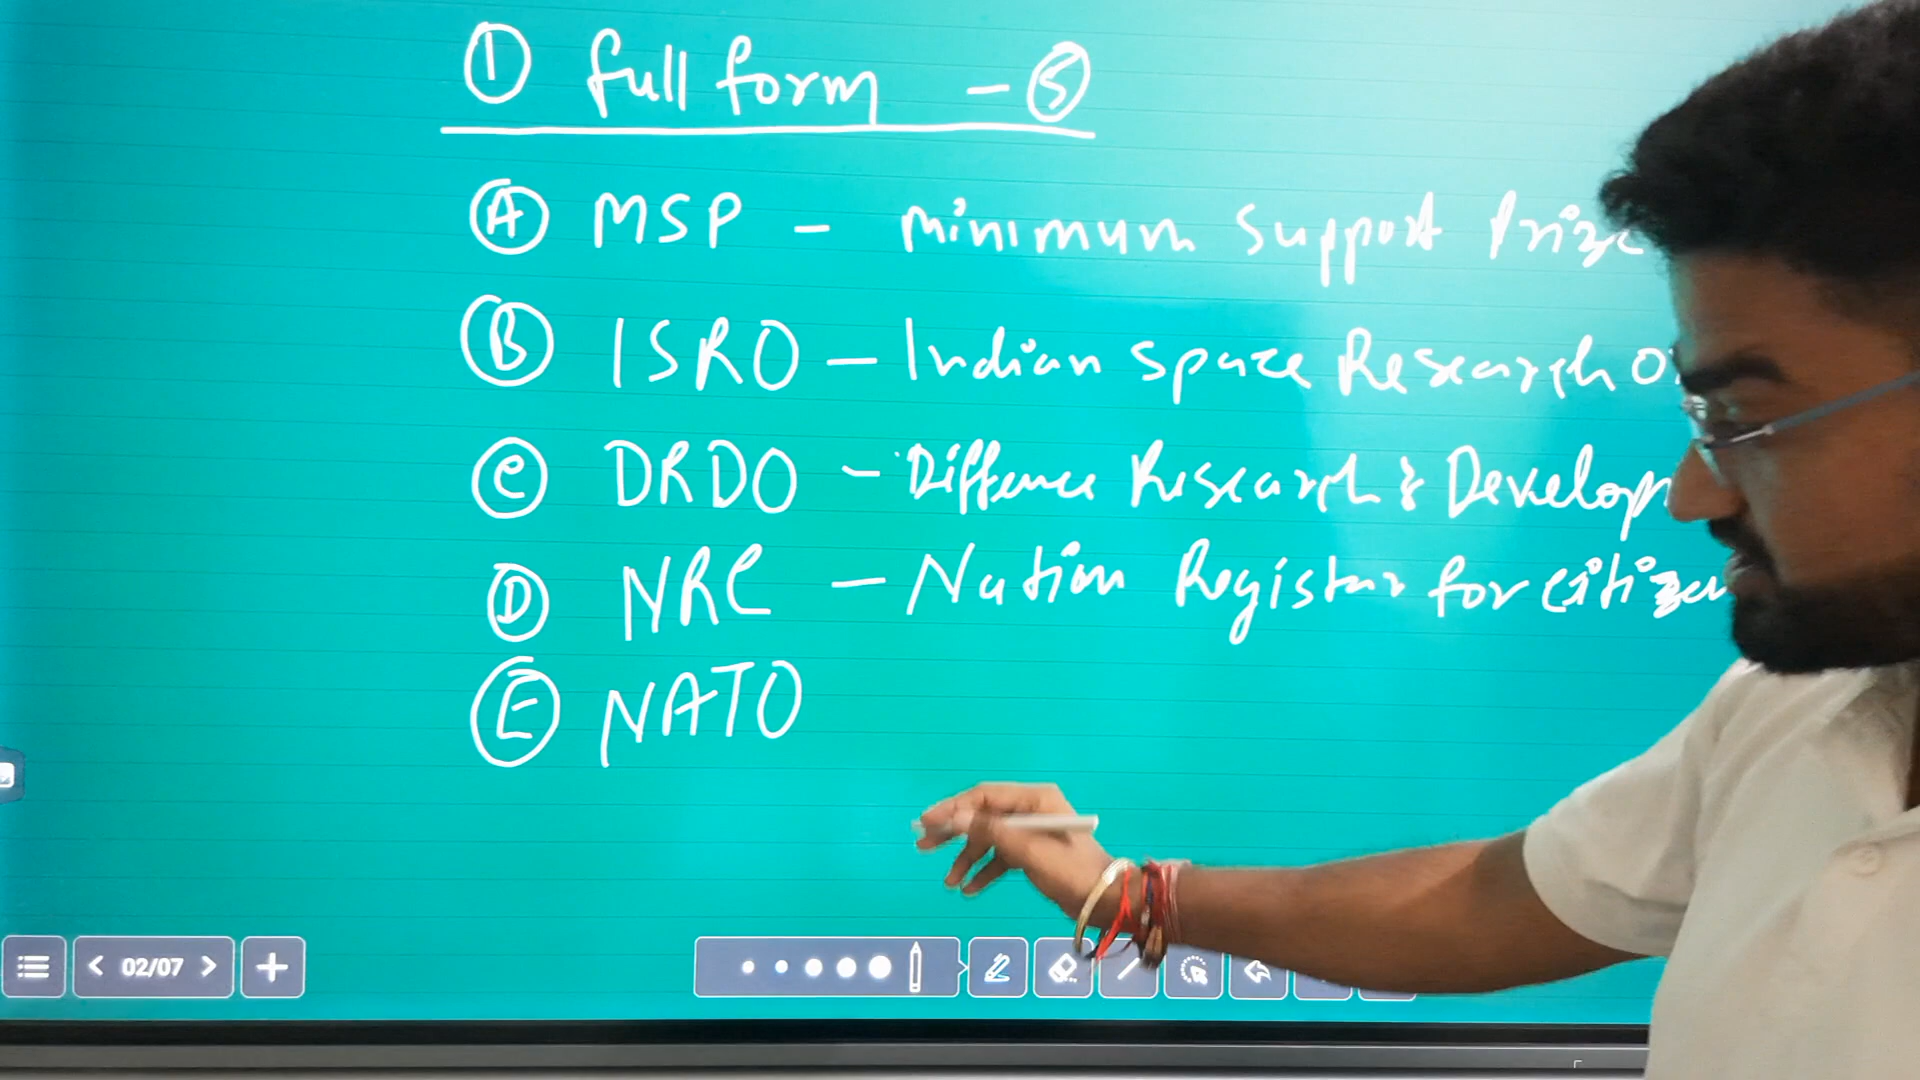 ① full form - ⑤
Ⓐ MSP - minimum support Prize
Ⓑ ISRO - Indian space Research
Ⓒ DRDO - Diffence Research & Develop
Ⓓ NRC - Nation Registar for citizen
Ⓔ NATO
02/07